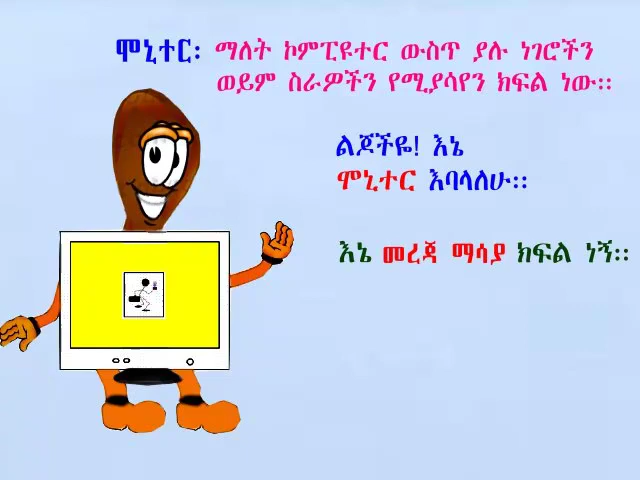 ሞኒተር፡ ማለት ኮምፒዩተር ውስጥ ያሉ ነገሮችን
ወይም ስራዎችን የሚያሳየን ክፍል ነው፡፡
ልጆችዬ! እኔ
ሞኒተር እባላለሁ፡፡
እኔ መረጃ ማሳያ ክፍል ነኝ፡፡